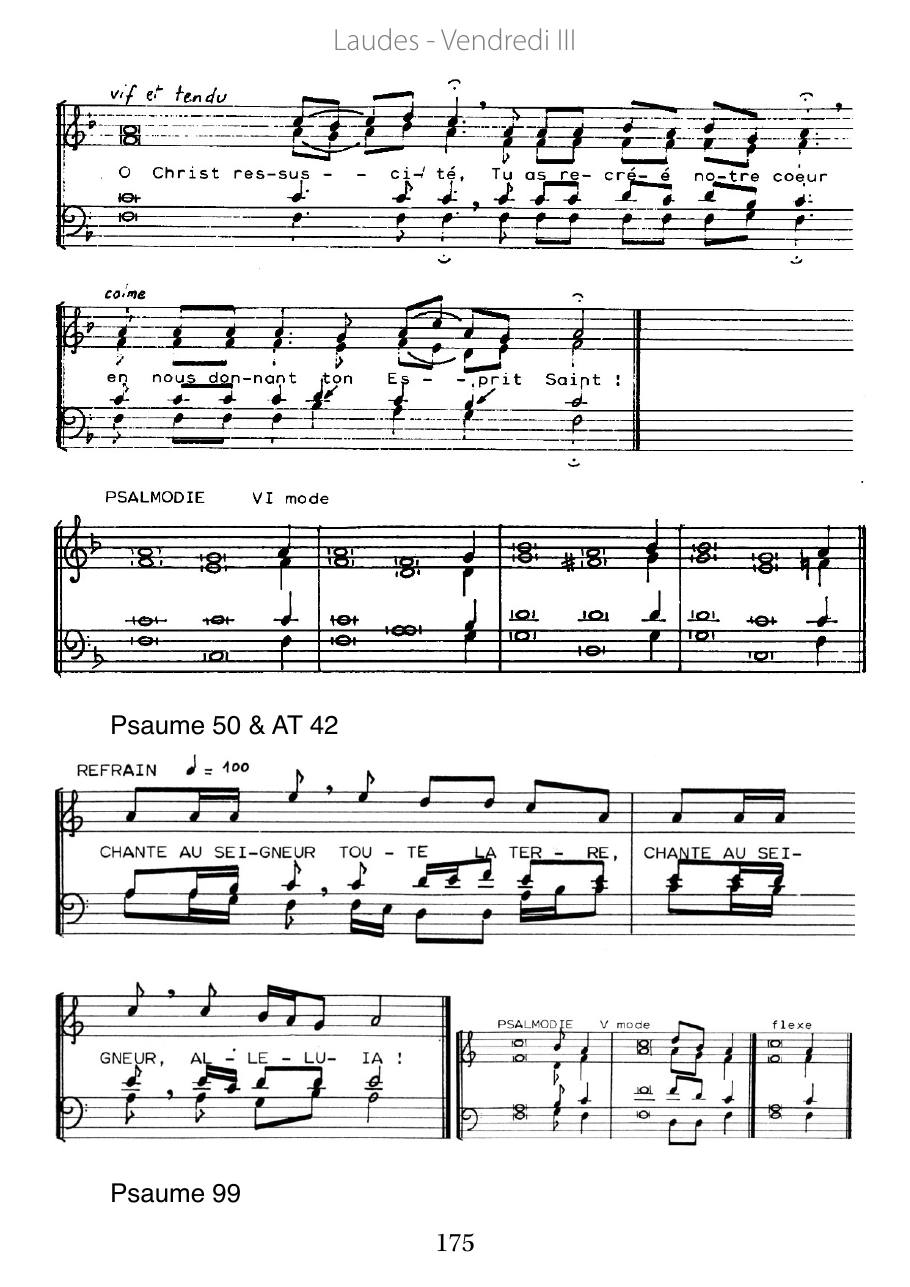 Laudes - Vendredi III
vif et tendu
O Christ res-sus - - ci-té, Tu as re-cré-é no-tre coeur
calme
en nous don-nant ton Es - -prit Saint !
PSALMODIE VI mode
Psaume 50 & AT 42
REFRAIN ♩ = 100
CHANTE AU SEI-GNEUR TOU - TE LA TER - RE, CHANTE AU SEI-
PSALMODIE V mode flexe
GNEUR, AL - LE - LU - IA !
Psaume 99
175